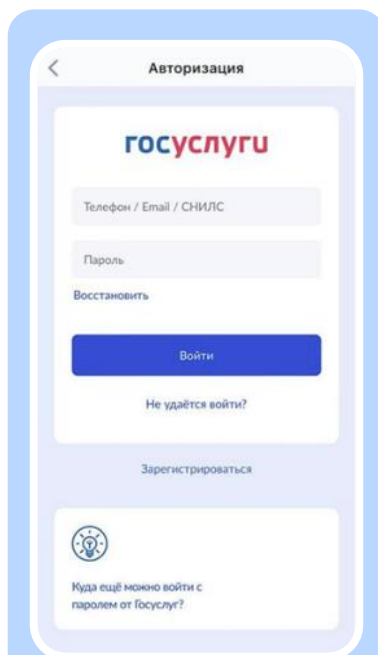 Авторизация
госуслуги
Телефон / Email / СНИЛС
Пароль
Восстановить
Войти
Не удаётся войти?
Зарегистрироваться
Куда ещё можно войти с
паролем от Госуслуг?